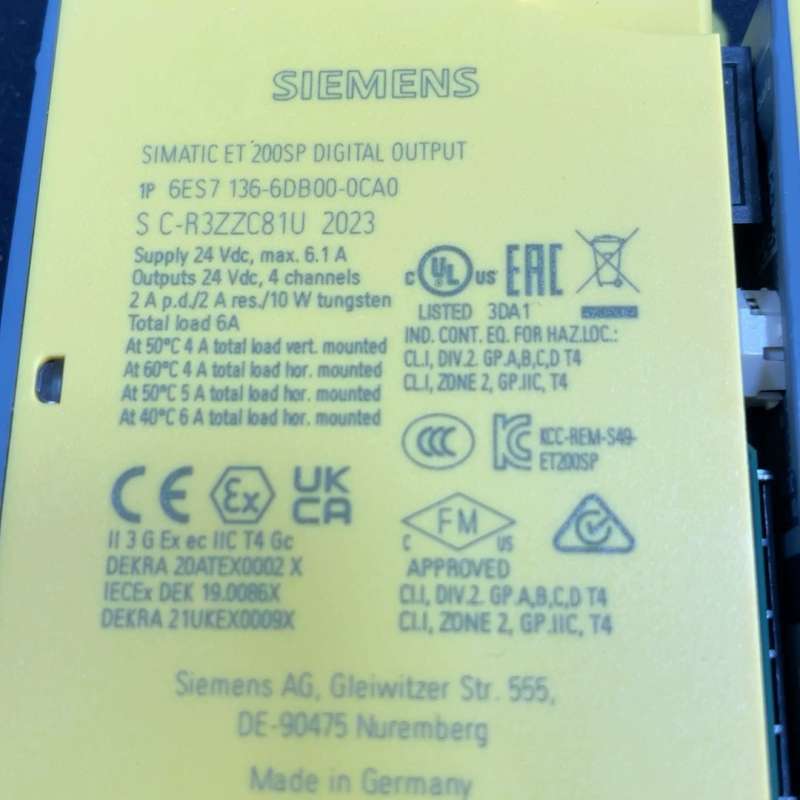 SIEMENS
SIMATIC ET 200SP DIGITAL OUTPUT
1P 6ES7 136-6DB00-0CA0
S C-R3ZZC81U 2023
Supply 24 Vdc, max. 6.1 A
Outputs 24 Vdc, 4 channels
2 A p.d./2 A res./10 W tungsten
Total load 6A
At 50°C 4 A total load vert. mounted
At 60°C 4 A total load hor. mounted
At 50°C 5 A total load hor. mounted
At 40°C 6 A total load hor. mounted
C UL US EAC
LISTED 3DA1
IND. CONT. EQ. FOR HAZ.LOC.:
CL.I, DIV.2. GP.A,B,C,D T4
CL.I, ZONE 2, GP.IIC, T4
CCC KC KCC-REM-S49-
ET200SP
CE Ex UK
CA
II 3 G Ex ec IIC T4 Gc
DEKRA 20ATEX0002 X
IECEx DEK 19.0086X
DEKRA 21UKEX0009X
C FM US
APPROVED
CL.I, DIV.2. GP.A,B,C,D T4
CL.I, ZONE 2, GP.IIC, T4
Siemens AG, Gleiwitzer Str. 555,
DE-90475 Nuremberg
Made in Germany